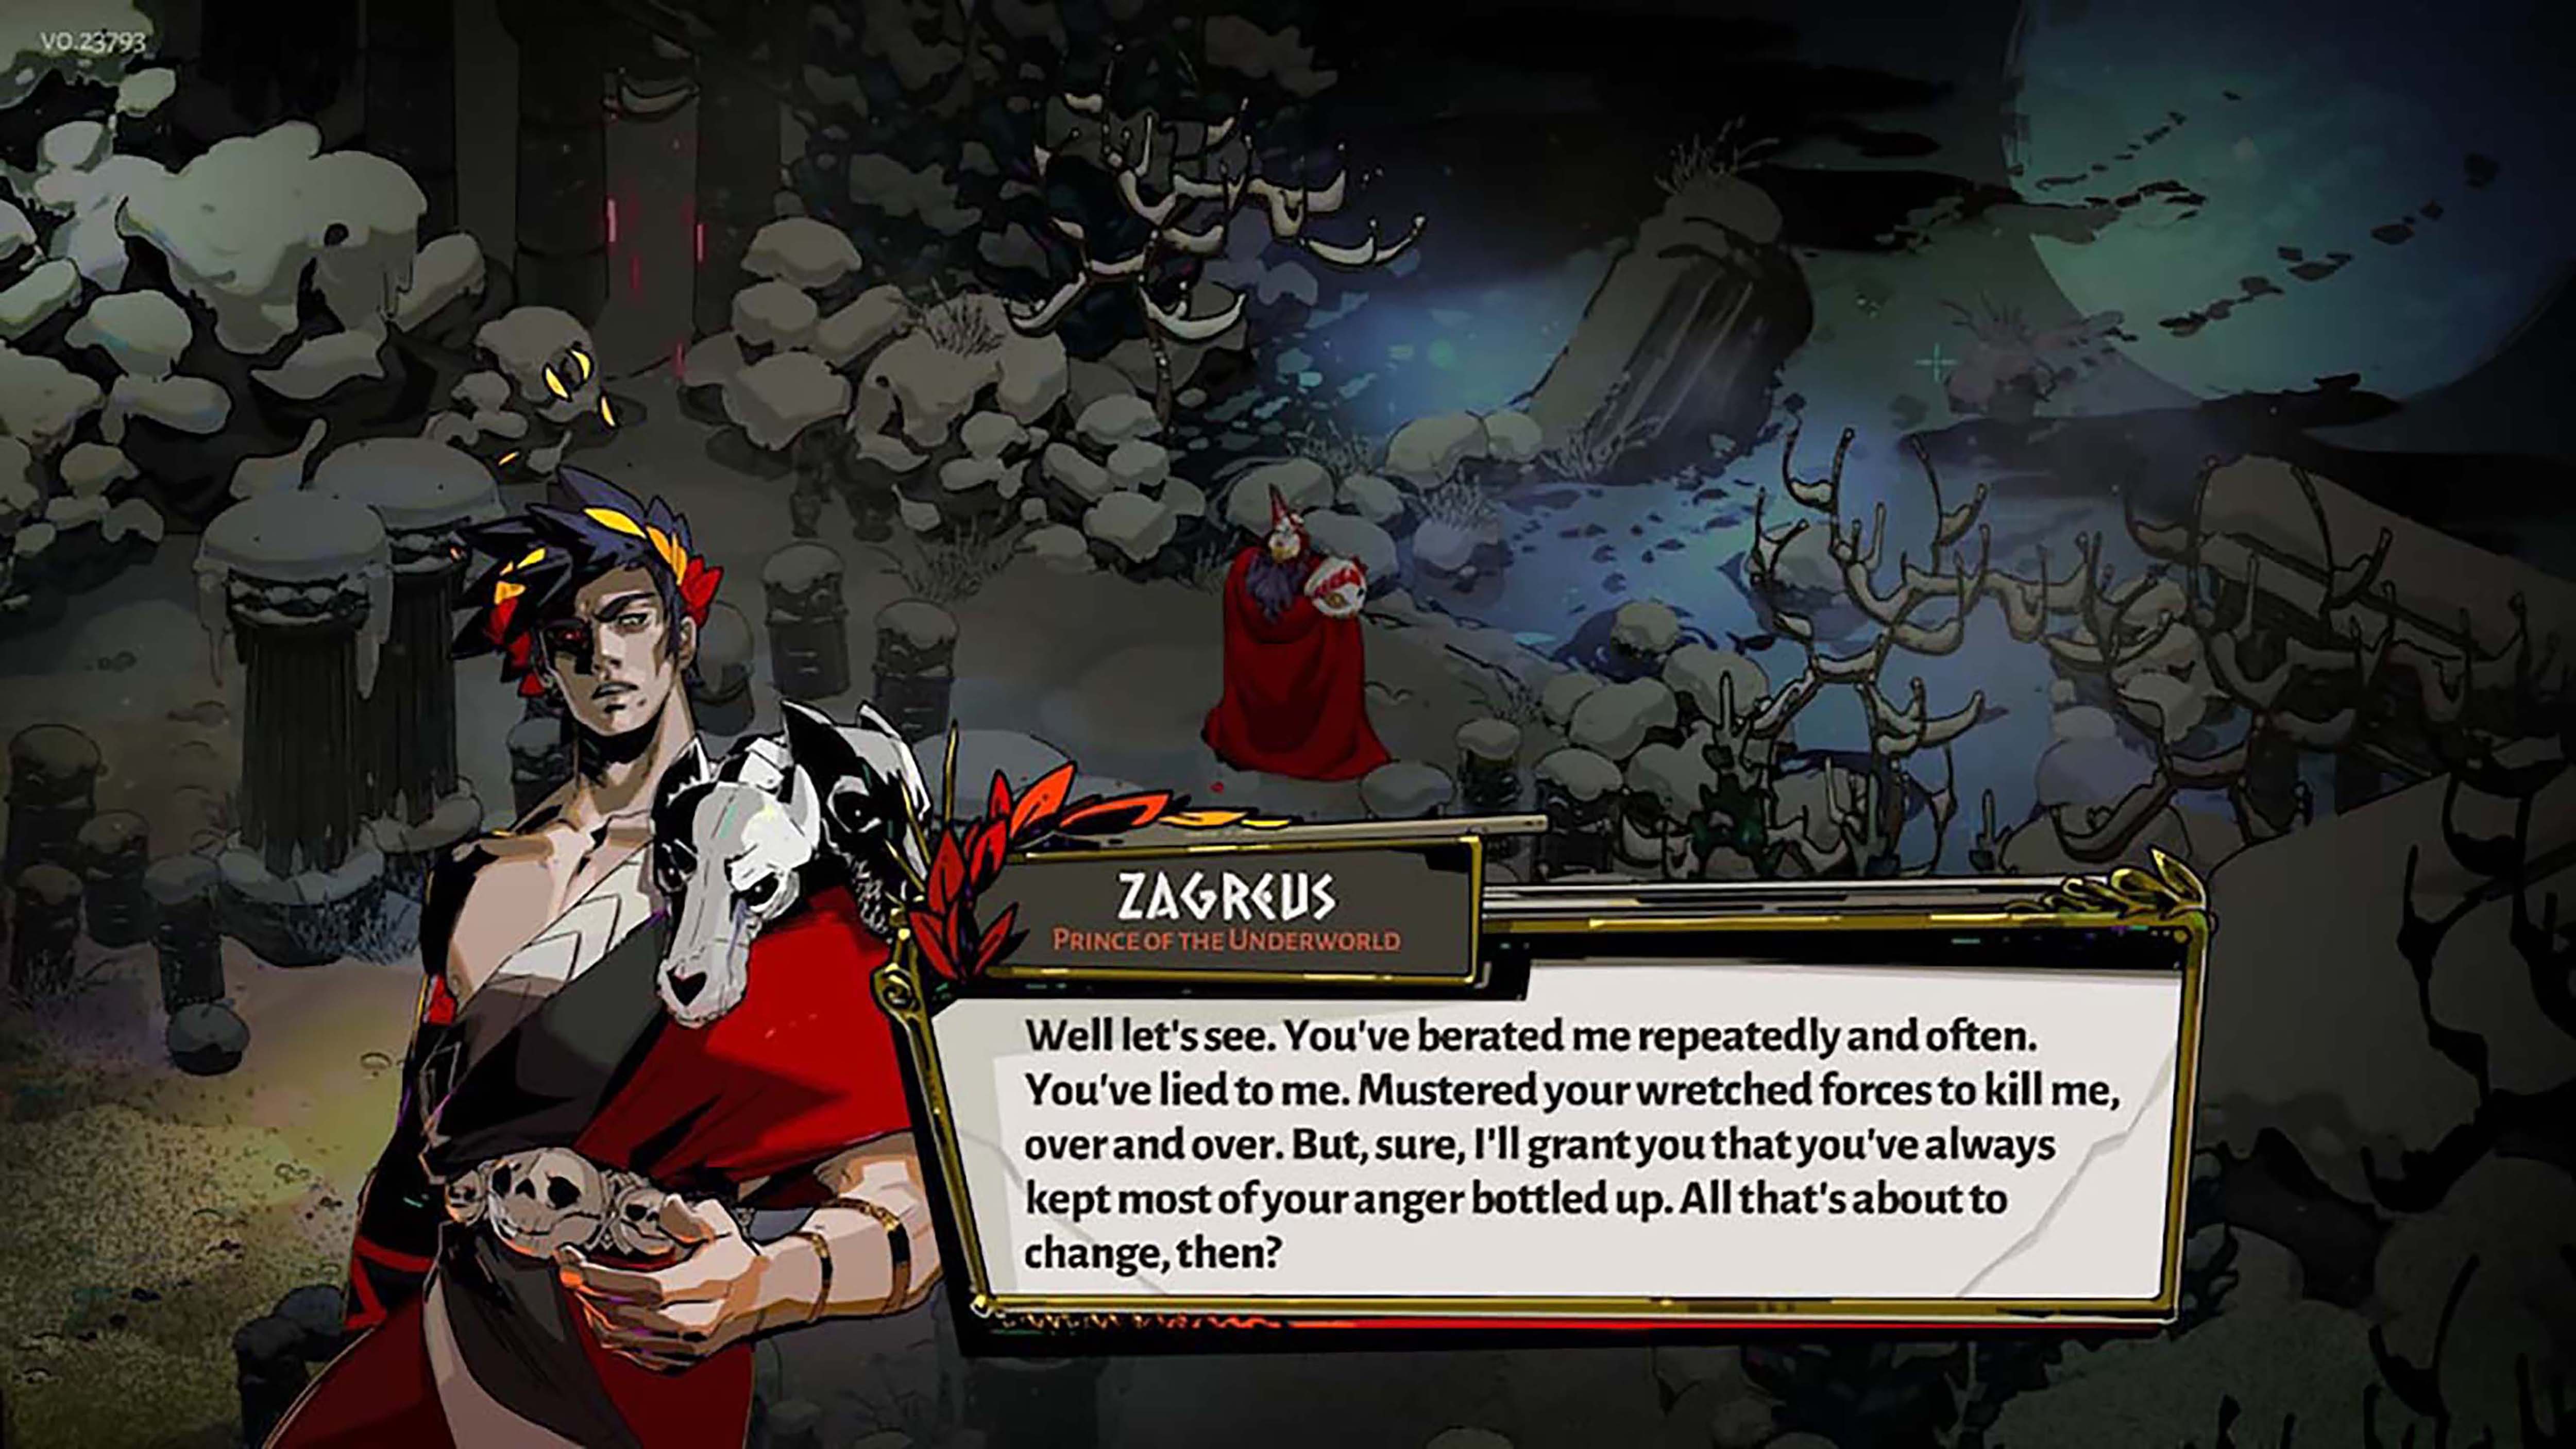 V0.23793
ZAGREUS
PRINCE OF THE UNDERWORLD
Well let's see. You've berated me repeatedly and often.
You've lied to me. Mustered your wretched forces to kill me,
over and over. But, sure, I'll grant you that you've always
kept most of your anger bottled up. All that's about to
change, then?